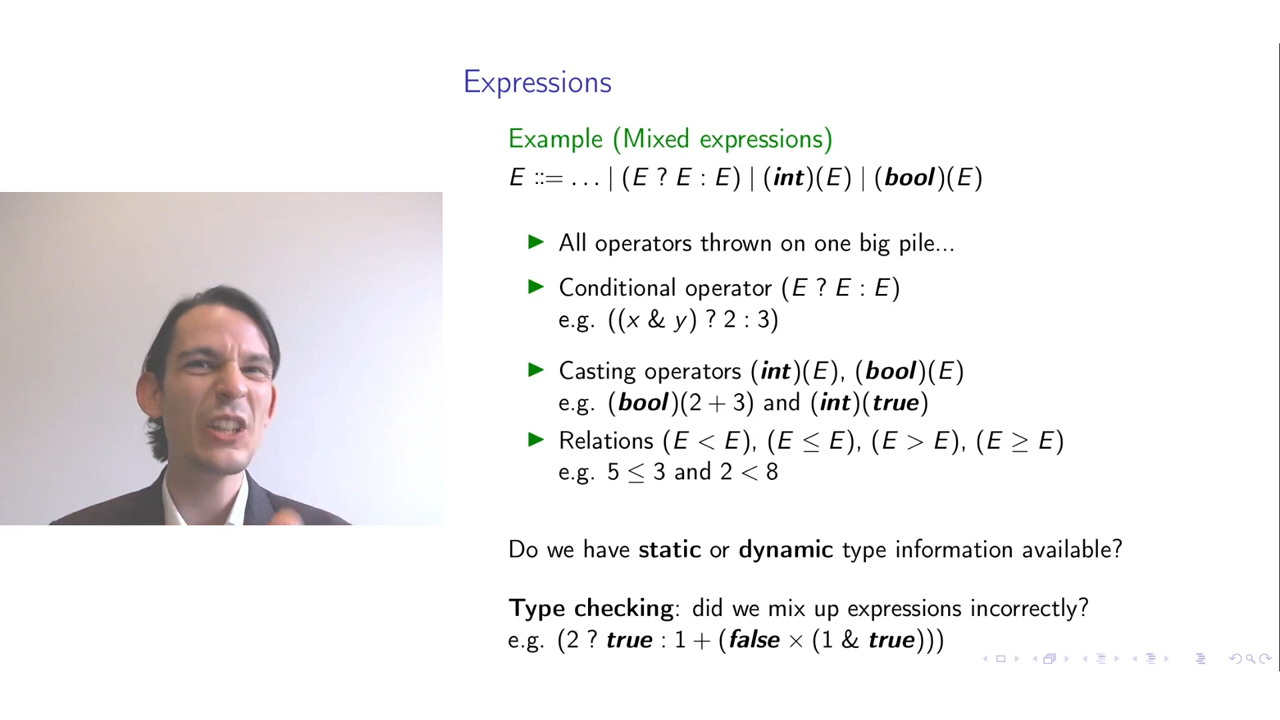 Expressions
Example (Mixed expressions)
E ::= … | (E ? E : E) | (int)(E) | (bool)(E)
▶ All operators thrown on one big pile...
▶ Conditional operator (E ? E : E)
e.g. ((x & y) ? 2 : 3)
▶ Casting operators (int)(E), (bool)(E)
e.g. (bool)(2 + 3) and (int)(true)
▶ Relations (E < E), (E ≤ E), (E > E), (E ≥ E)
e.g. 5 ≤ 3 and 2 < 8
Do we have static or dynamic type information available?
Type checking: did we mix up expressions incorrectly?
e.g. (2 ? true : 1 + (false × (1 & true)))